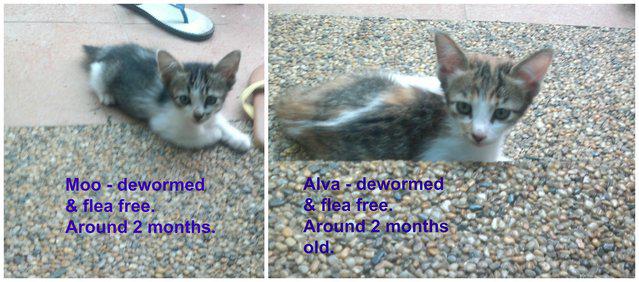 Moo - dewormed
& flea free.
Around 2 months.
Alva - dewormed
& flea free.
Around 2 months
old.